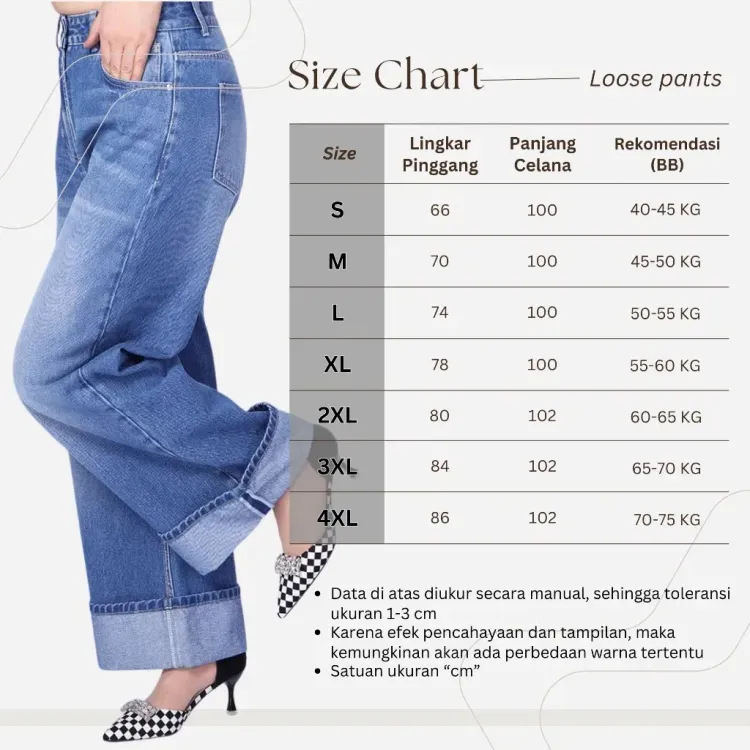 Size Chart
Loose pants
Size Lingkar Pinggang Panjang Celana Rekomendasi (BB)
S 66 100 40-45 KG
M 70 100 45-50 KG
L 74 100 50-55 KG
XL 78 100 55-60 KG
2XL 80 102 60-65 KG
3XL 84 102 65-70 KG
4XL 86 102 70-75 KG
• Data di atas diukur secara manual, sehingga toleransi
ukuran 1-3 cm
• Karena efek pencahayaan dan tampilan, maka
kemungkinan akan ada perbedaan warna tertentu
• Satuan ukuran “cm”